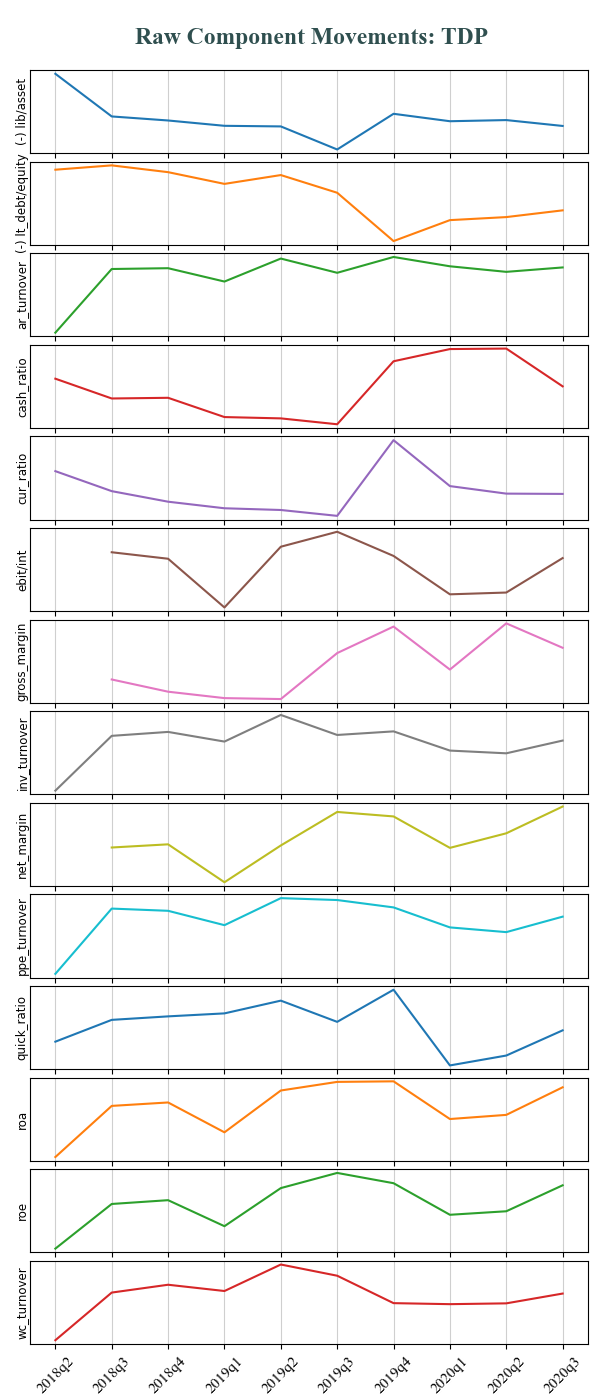 Raw Component Movements: TDP
(-) lib/asset
(-) lt_debt/equity
ar_turnover
cash_ratio
cur_ratio
ebit/int
gross_margin
inv_turnover
net_margin
ppe_turnover
quick_ratio
roa
roe
wc_turnover
2018q2 2018q3 2018q4 2019q1 2019q2 2019q3 2019q4 2020q1 2020q2 2020q3